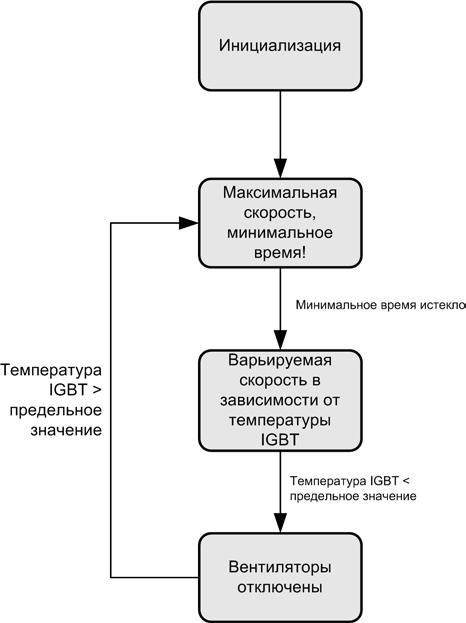 Инициализация
Максимальная
скорость,
минимальное
время!
Минимальное время истекло
Варьируемая
скорость в
зависимости от
температуры
IGBT
Температура
IGBT >
предельное
значение
Температура IGBT <
предельное значение
Вентиляторы
отключены